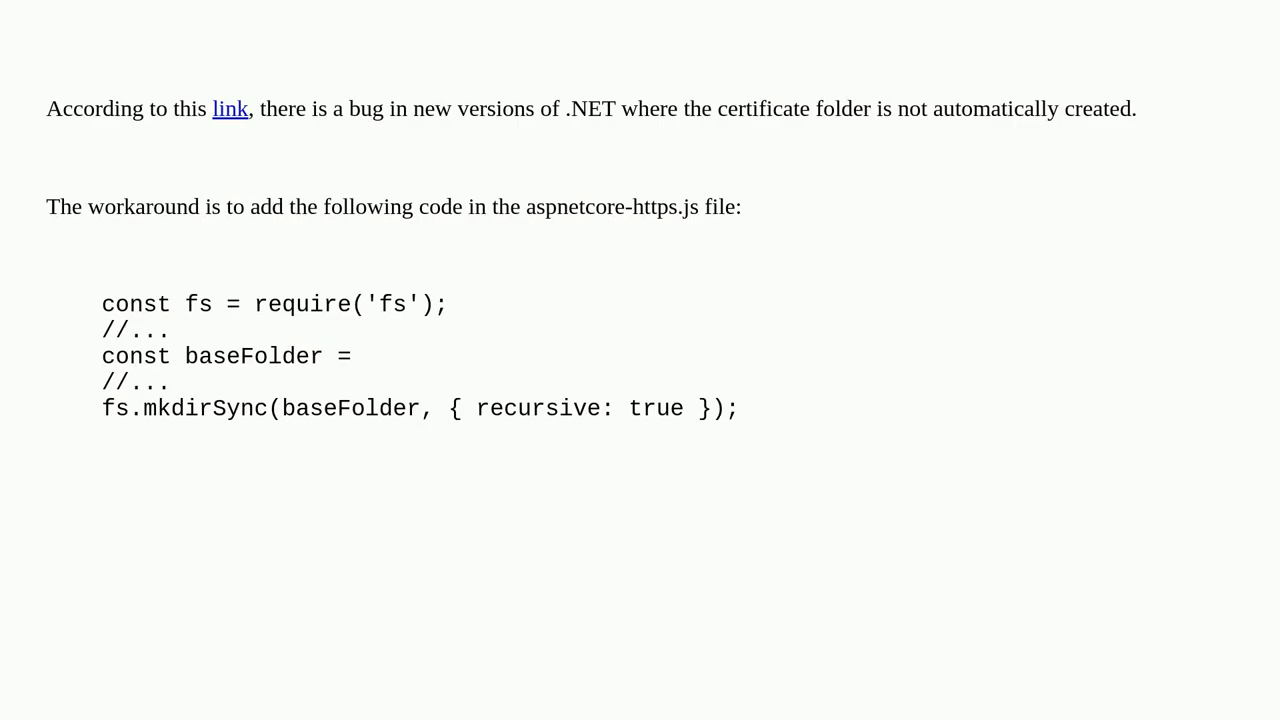 According to this link, there is a bug in new versions of .NET where the certificate folder is not automatically created.
The workaround is to add the following code in the aspnetcore-https.js file:
const fs = require('fs');
//...
const baseFolder =
//...
fs.mkdirSync(baseFolder, { recursive: true });